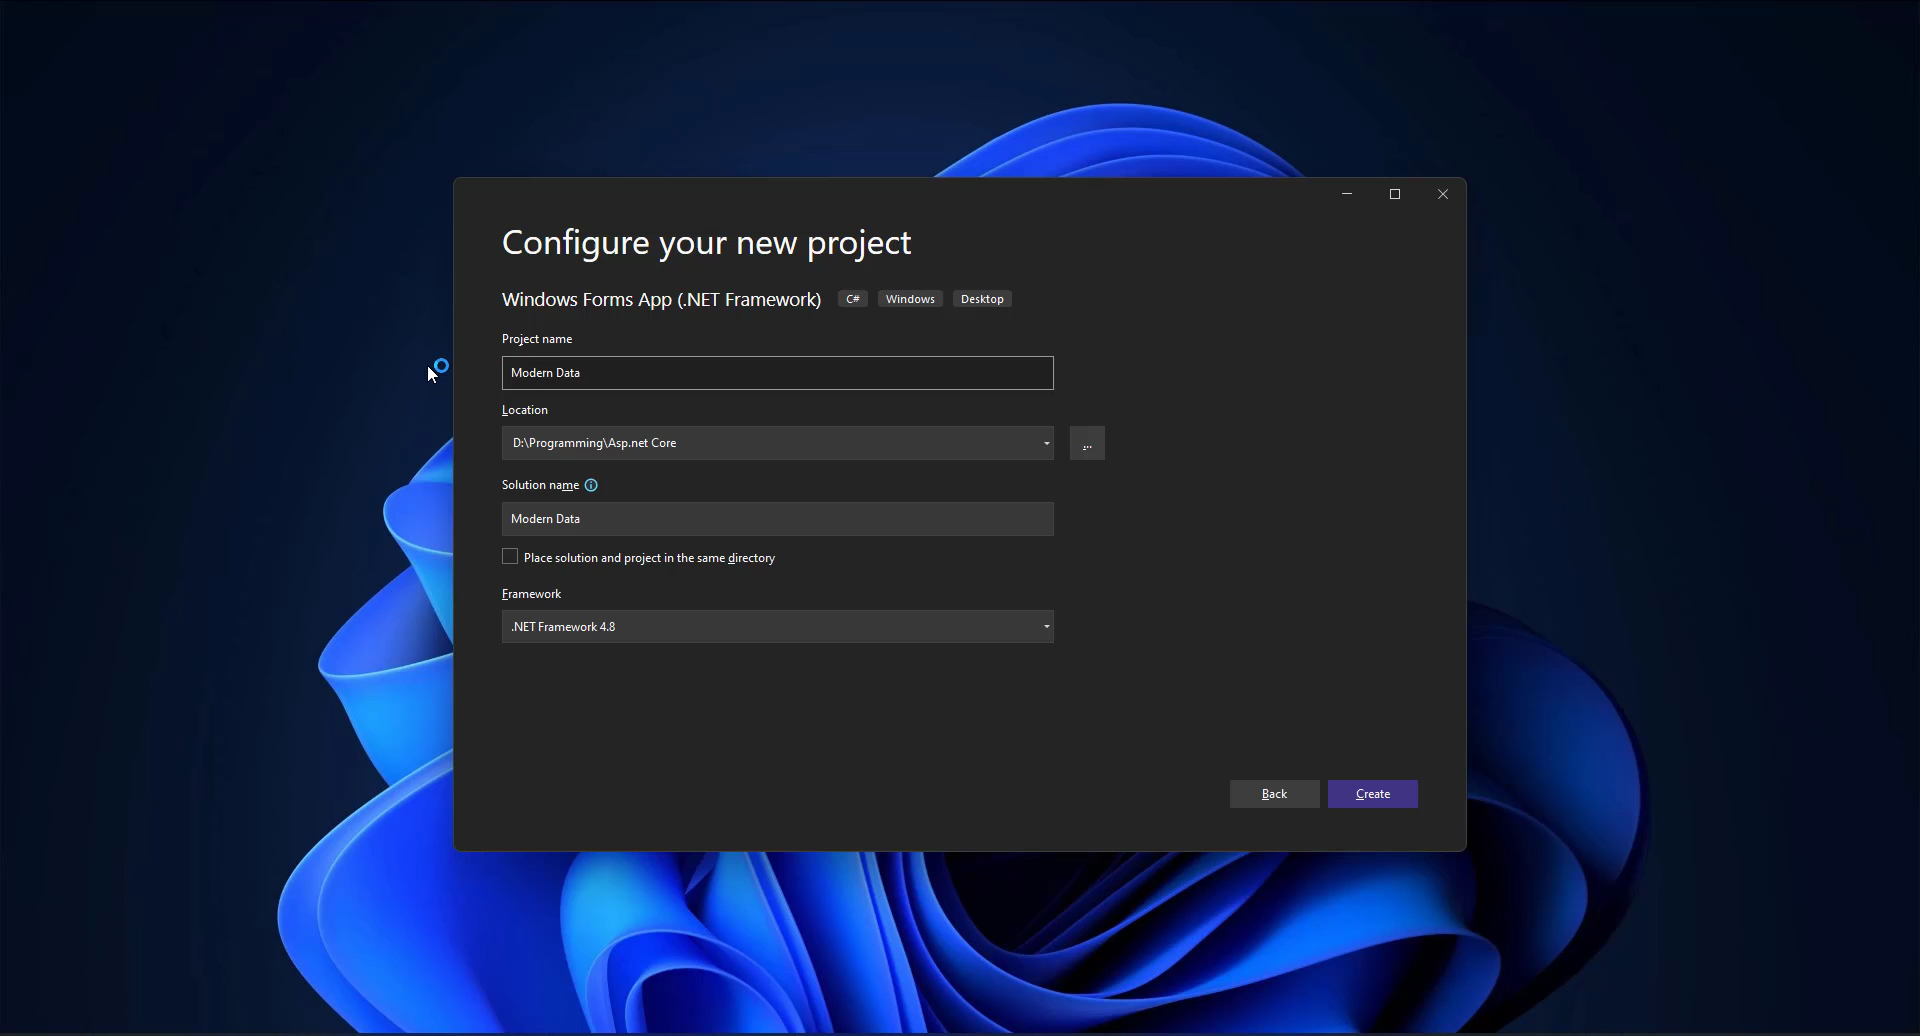 Configure your new project
Windows Forms App (.NET Framework) C# Windows Desktop
Project name
Modern Data
Location
D:\Programming\Asp.net Core
...
Solution name
Modern Data
Place solution and project in the same directory
Framework
.NET Framework 4.8
Back Create